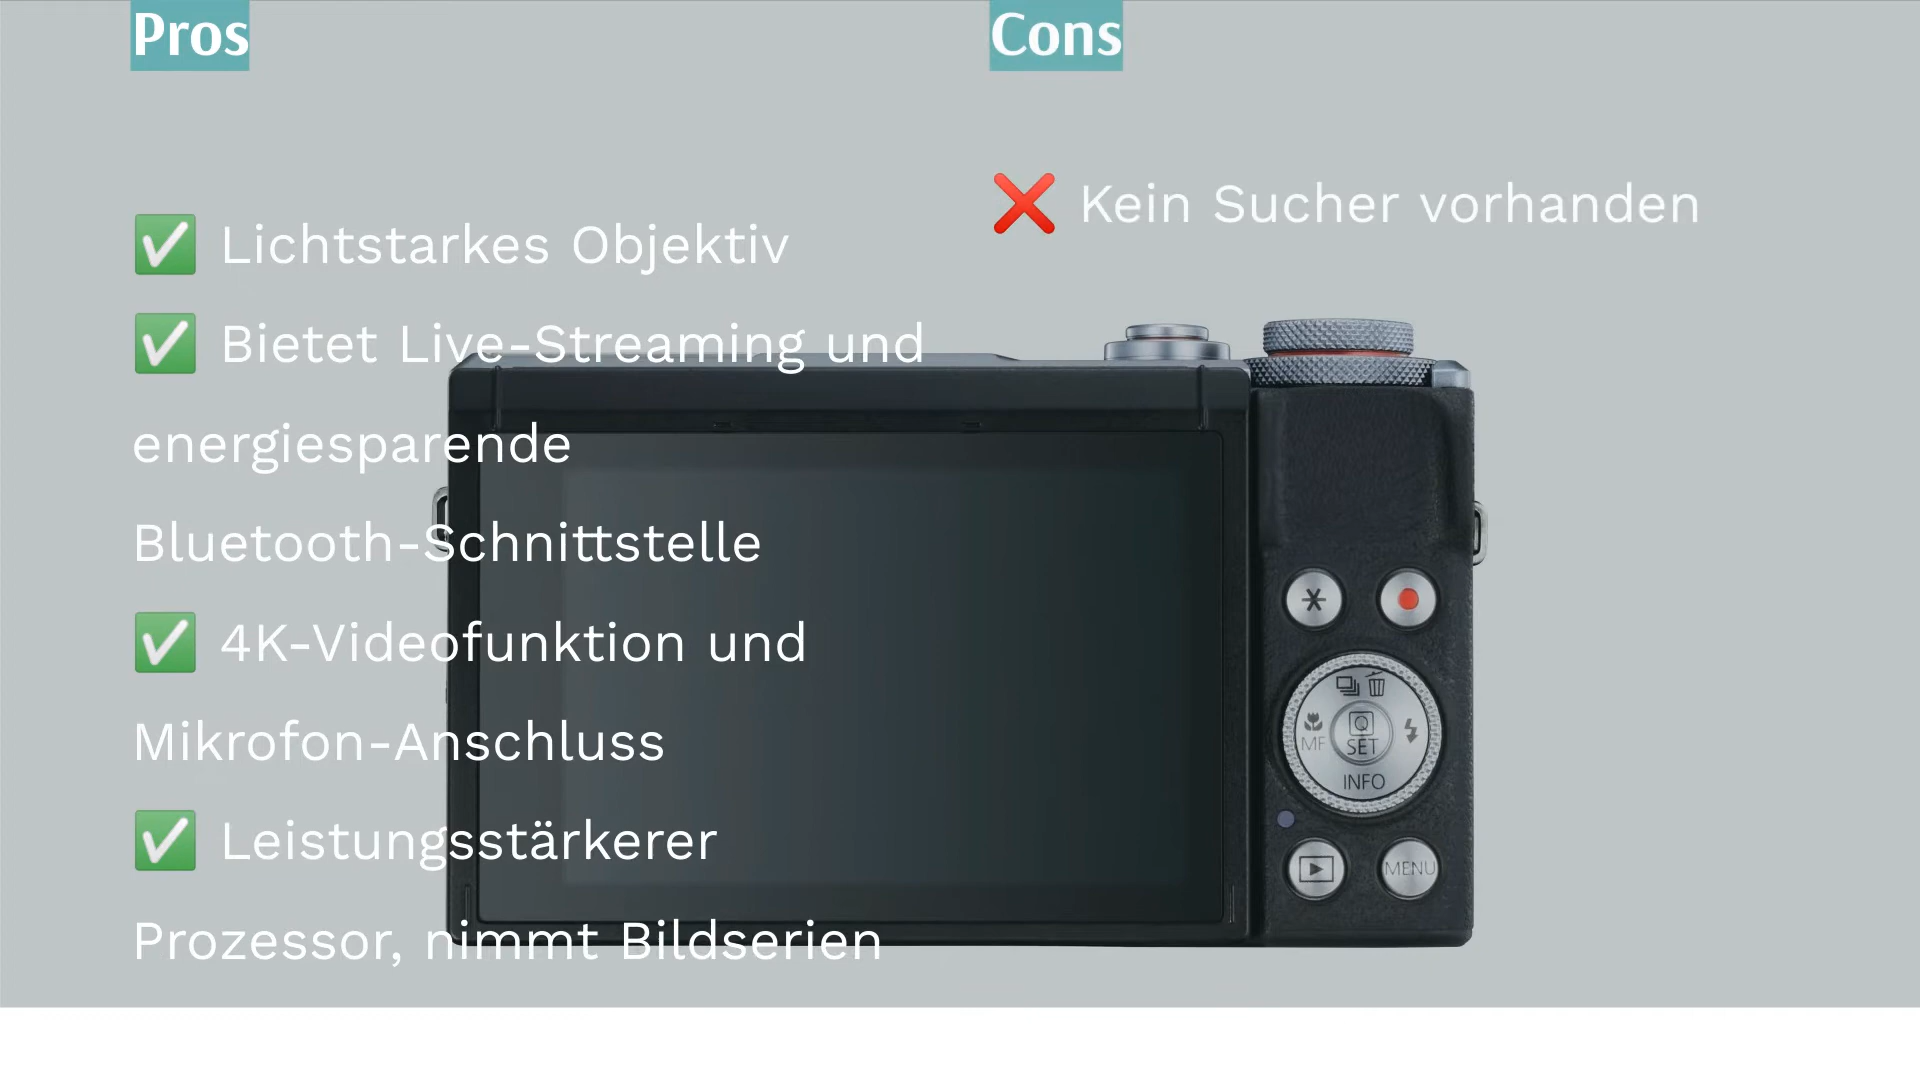 Pros
✅ Lichtstarkes Objektiv
✅ Bietet Live-Streaming und
energiesparende
Bluetooth-Schnittstelle
✅ 4K-Videofunktion und
Mikrofon-Anschluss
✅ Leistungsstärkerer
Prozessor, nimmt Bildserien
Cons
❌ Kein Sucher vorhanden
MF
Q
SET
INFO
MENU